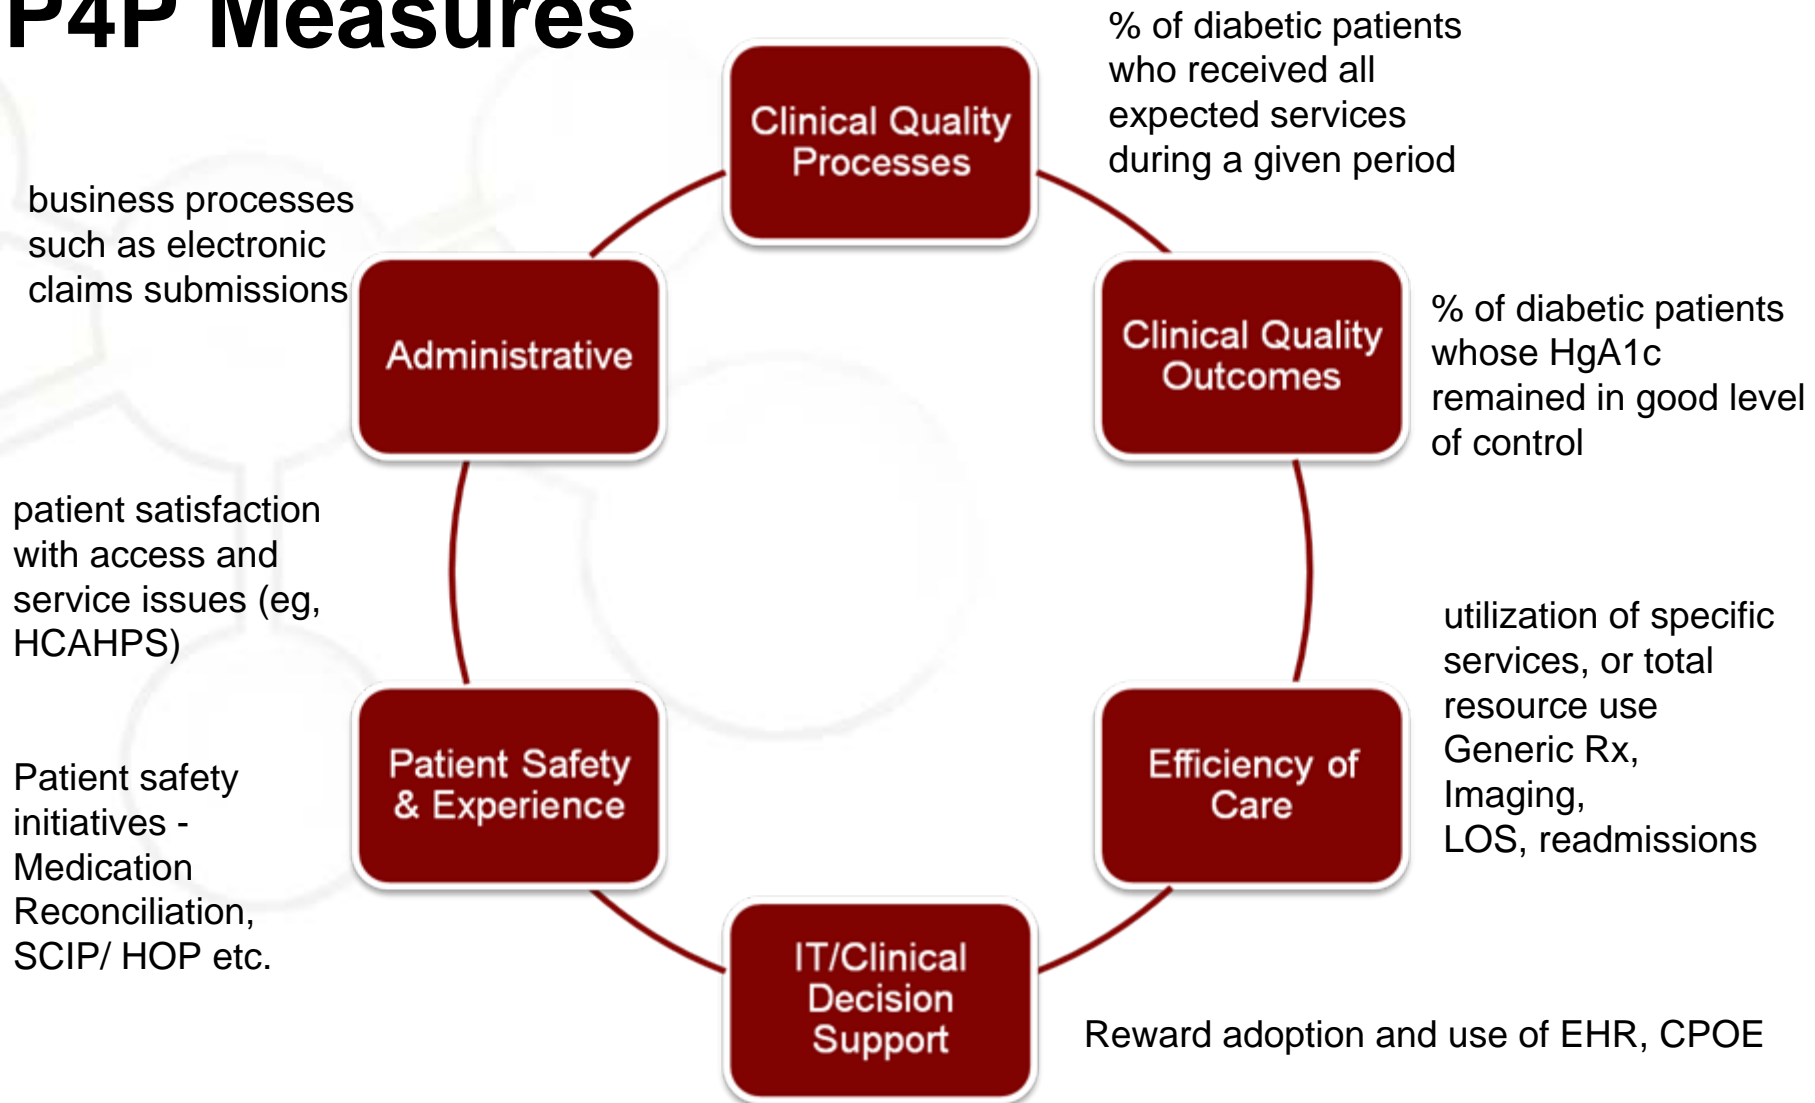 P4P Measures
Clinical Quality
Processes
% of diabetic patients
who received all
expected services
during a given period
Clinical Quality
Outcomes
% of diabetic patients
whose HgA1c
remained in good level
of control
Efficiency of
Care
utilization of specific
services, or total
resource use
Generic Rx,
Imaging,
LOS, readmissions
IT/Clinical
Decision
Support
Reward adoption and use of EHR, CPOE
Patient Safety
& Experience
patient satisfaction
with access and
service issues (eg,
HCAHPS)
Patient safety
initiatives -
Medication
Reconciliation,
SCIP/ HOP etc.
Administrative
business processes
such as electronic
claims submissions